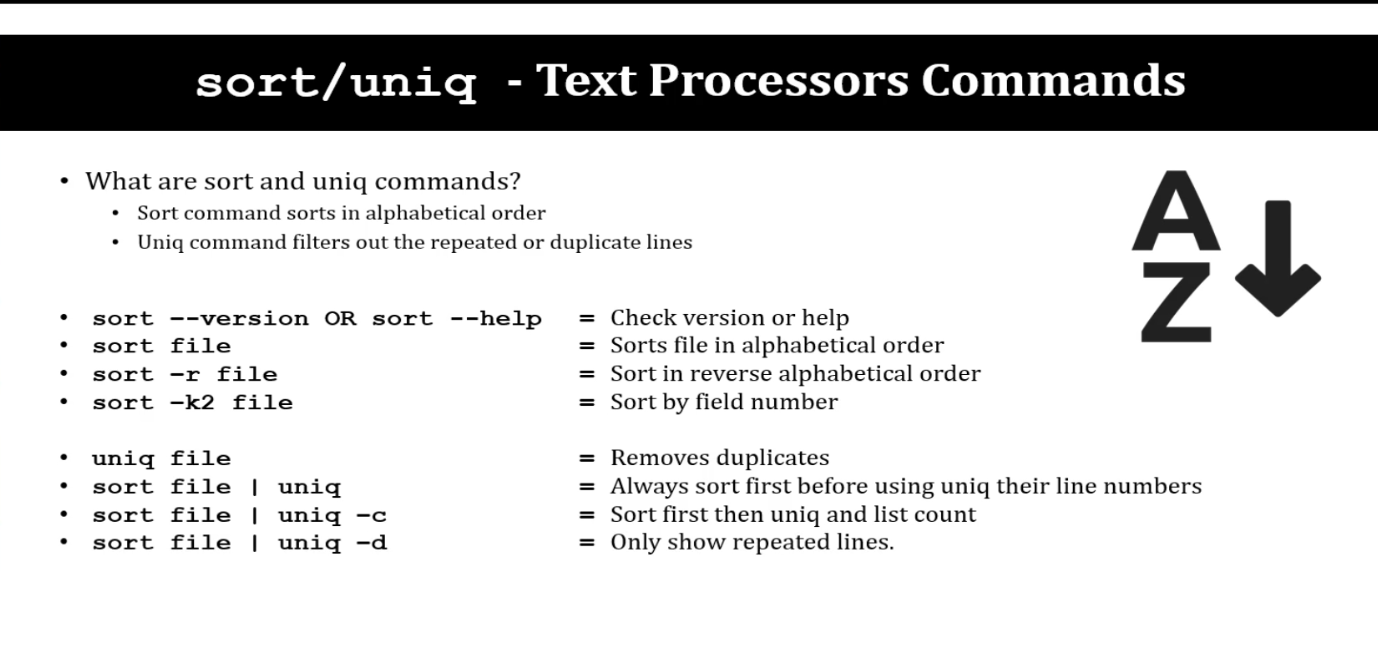 sort/uniq - Text Processors Commands
• What are sort and uniq commands?
• Sort command sorts in alphabetical order
• Uniq command filters out the repeated or duplicate lines
A
Z
• sort --version OR sort --help = Check version or help
• sort file = Sorts file in alphabetical order
• sort –r file = Sort in reverse alphabetical order
• sort –k2 file = Sort by field number
• uniq file = Removes duplicates
• sort file | uniq = Always sort first before using uniq their line numbers
• sort file | uniq –c = Sort first then uniq and list count
• sort file | uniq –d = Only show repeated lines.